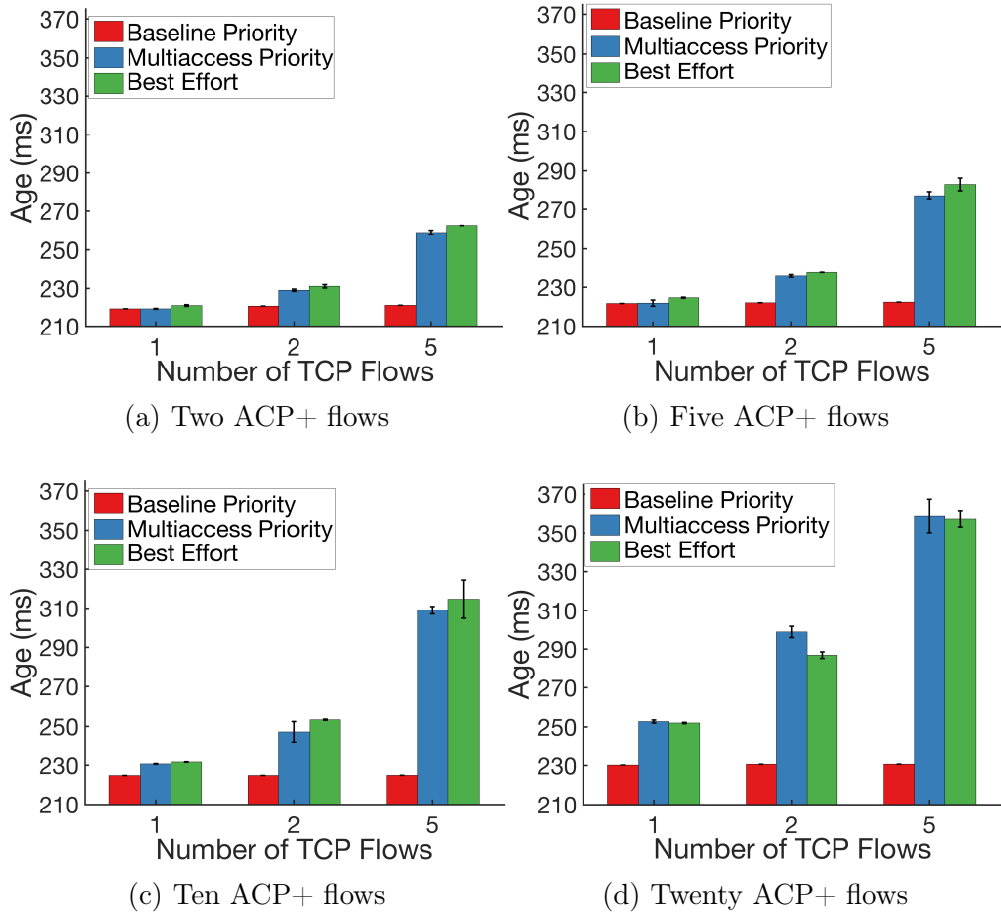 370
350
330
310
290
270
250
230
210
Age (ms)
Baseline Priority
Multiaccess Priority
Best Effort
1 2 5
Number of TCP Flows
(a) Two ACP+ flows
370
350
330
310
290
270
250
230
210
Age (ms)
Baseline Priority
Multiaccess Priority
Best Effort
1 2 5
Number of TCP Flows
(b) Five ACP+ flows
370
350
330
310
290
270
250
230
210
Age (ms)
Baseline Priority
Multiaccess Priority
Best Effort
1 2 5
Number of TCP Flows
(c) Ten ACP+ flows
370
350
330
310
290
270
250
230
210
Age (ms)
Baseline Priority
Multiaccess Priority
Best Effort
1 2 5
Number of TCP Flows
(d) Twenty ACP+ flows